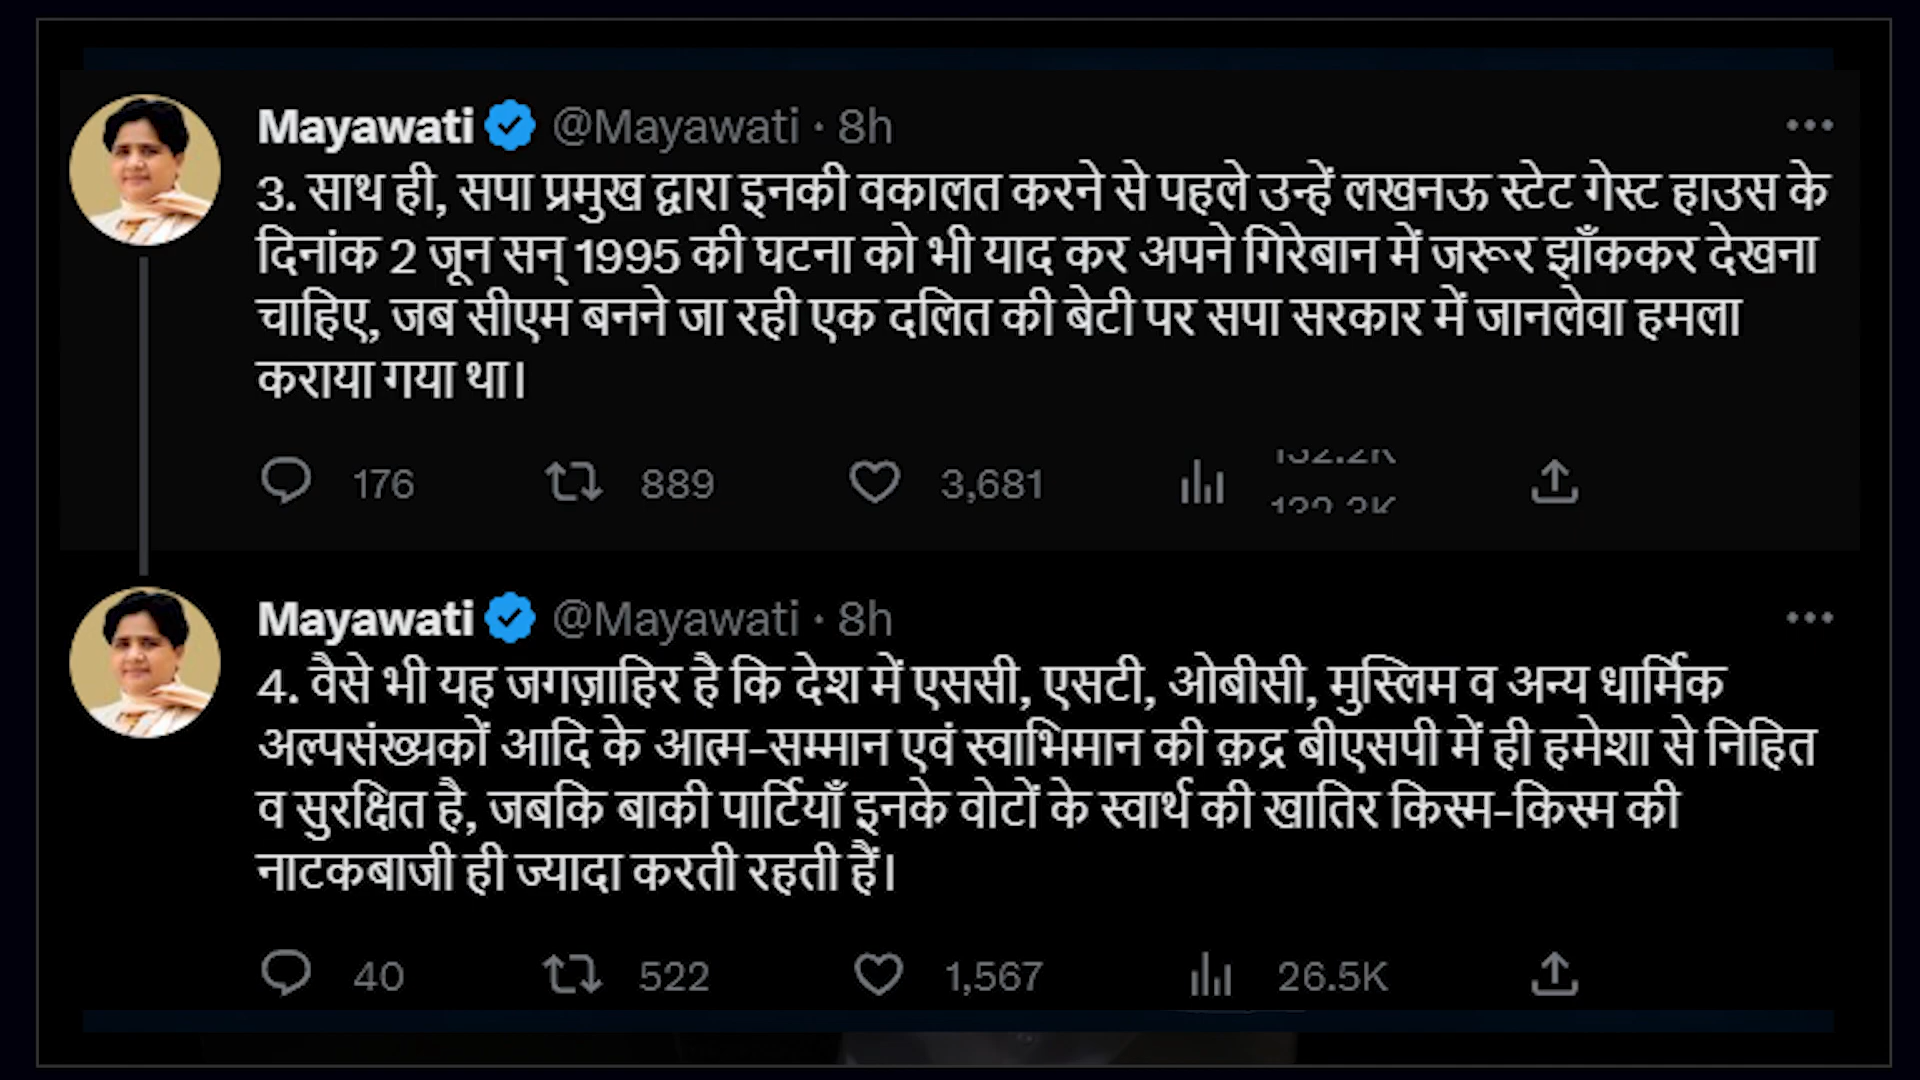 Mayawati @Mayawati · 8h
3. साथ ही, सपा प्रमुख द्वारा इनकी वकालत करने से पहले उन्हें लखनऊ स्टेट गेस्ट हाउस के
दिनांक 2 जून सन् 1995 की घटना को भी याद कर अपने गिरेबान में जरूर झाँककर देखना
चाहिए, जब सीएम बनने जा रही एक दलित की बेटी पर सपा सरकार में जानलेवा हमला
कराया गया था।
176 889 3,681
Mayawati @Mayawati · 8h
4. वैसे भी यह जगज़ाहिर है कि देश में एससी, एसटी, ओबीसी, मुस्लिम व अन्य धार्मिक
अल्पसंख्यकों आदि के आत्म-सम्मान एवं स्वाभिमान की क़द्र बीएसपी में ही हमेशा से निहित
व सुरक्षित है, जबकि बाकी पार्टियाँ इनके वोटों के स्वार्थ की खातिर किस्म-किस्म की
नाटकबाजी ही ज्यादा करती रहती हैं।
40 522 1,567 26.5K